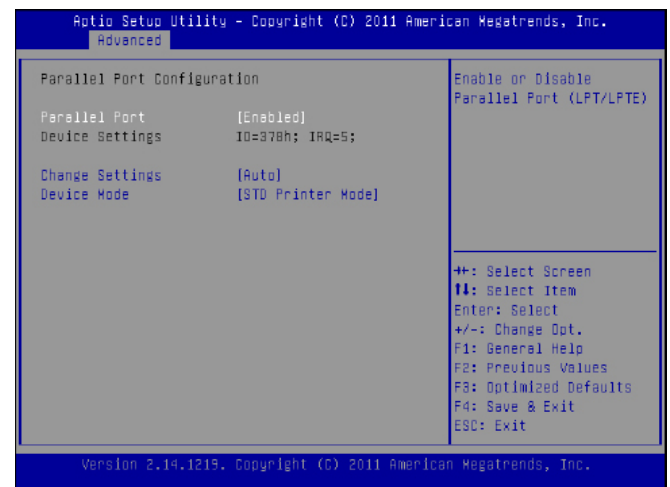 Aptio Setup Utility - Copyright (C) 2011 American Megatrends, Inc.
Advanced
Parallel Port Configuration
Parallel Port [Enabled]
Device Settings IO=378h; IRQ=5;
Change Settings [Auto]
Device Mode [STD Printer Mode]
Enable or Disable
Parallel Port (LPT/LPTE)
→←: Select Screen
↑↓: Select Item
Enter: Select
+/-: Change Opt.
F1: General Help
F2: Previous Values
F3: Optimized Defaults
F4: Save & Exit
ESC: Exit
Version 2.14.1219. Copyright (C) 2011 American Megatrends, Inc.